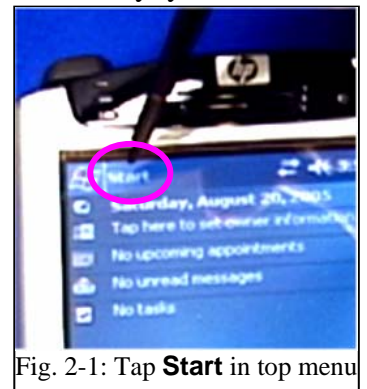 hp
Start
Saturday, August 20, 2005
Tap here to set owner information
No upcoming appointments
No unread messages
No tasks
Fig. 2-1: Tap Start in top menu